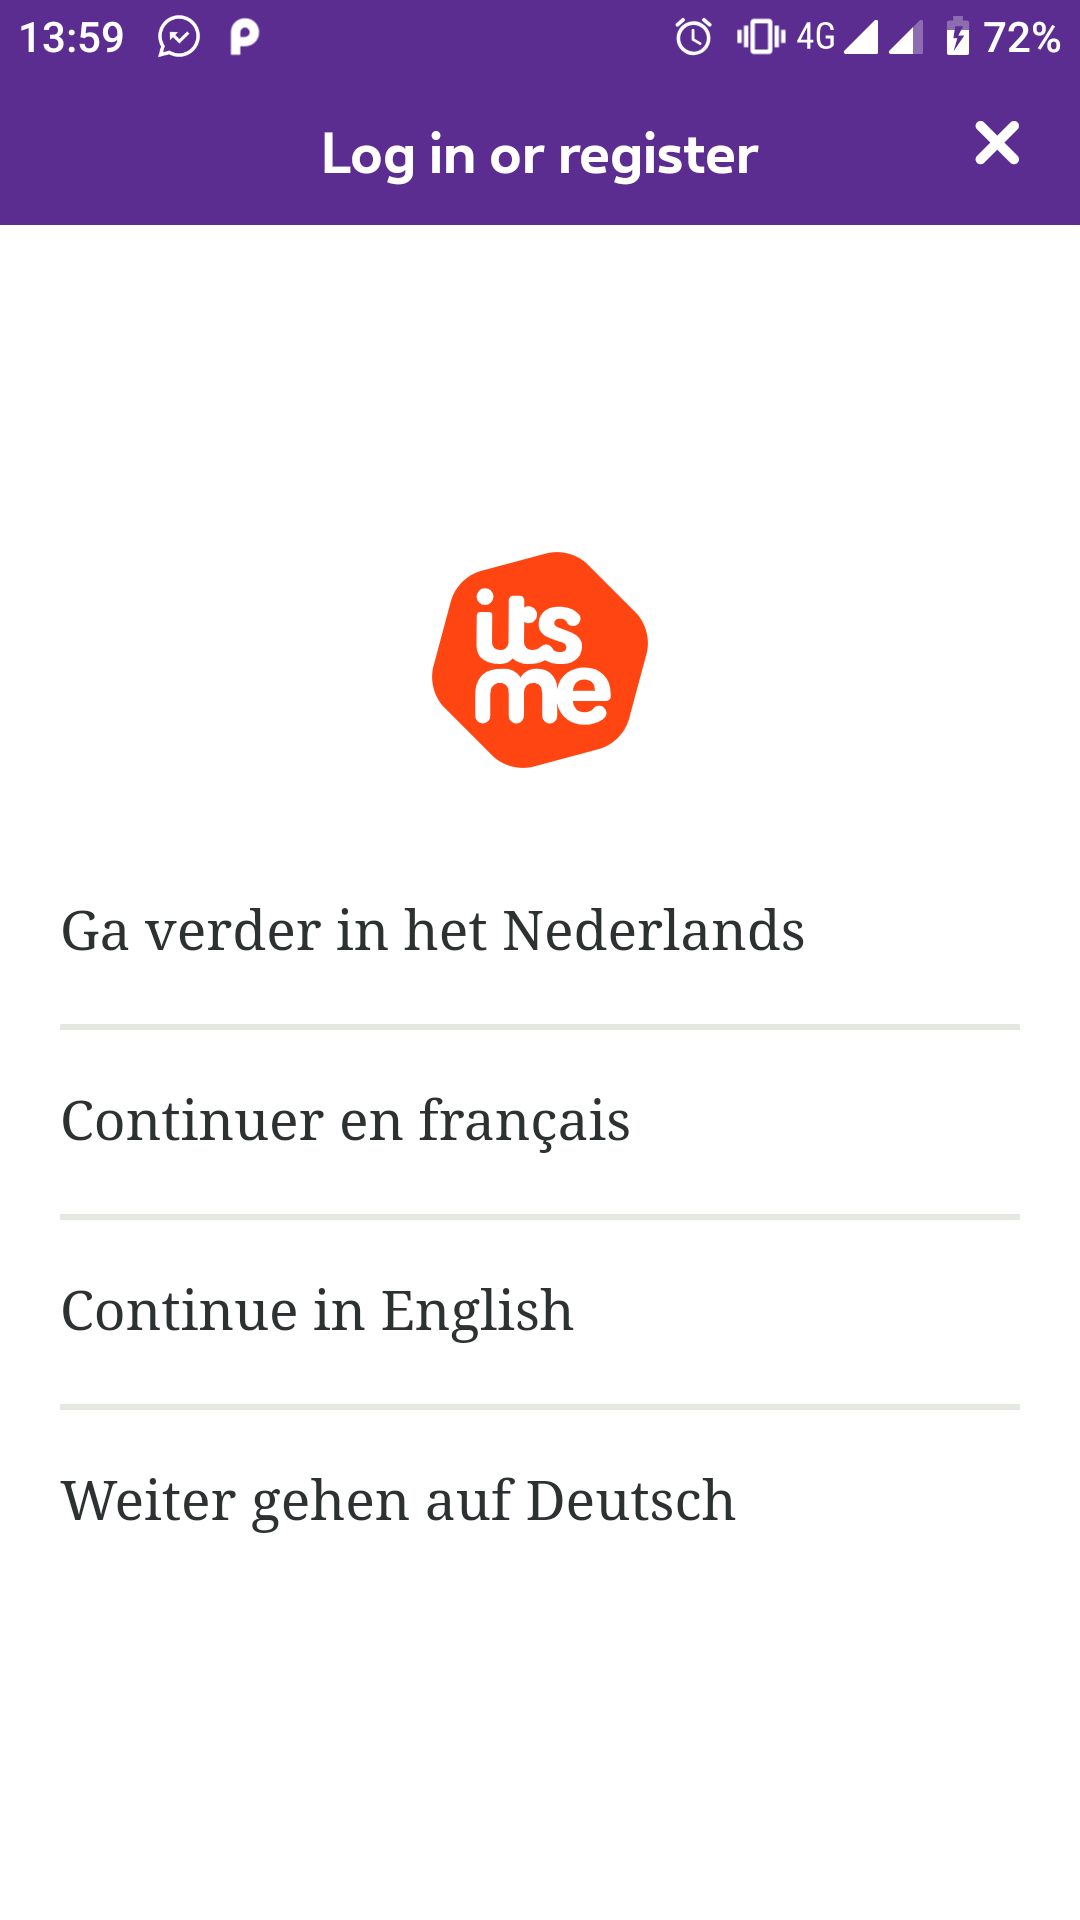 13:59 4G 72%
Log in or register
its
me
Ga verder in het Nederlands
Continuer en français
Continue in English
Weiter gehen auf Deutsch